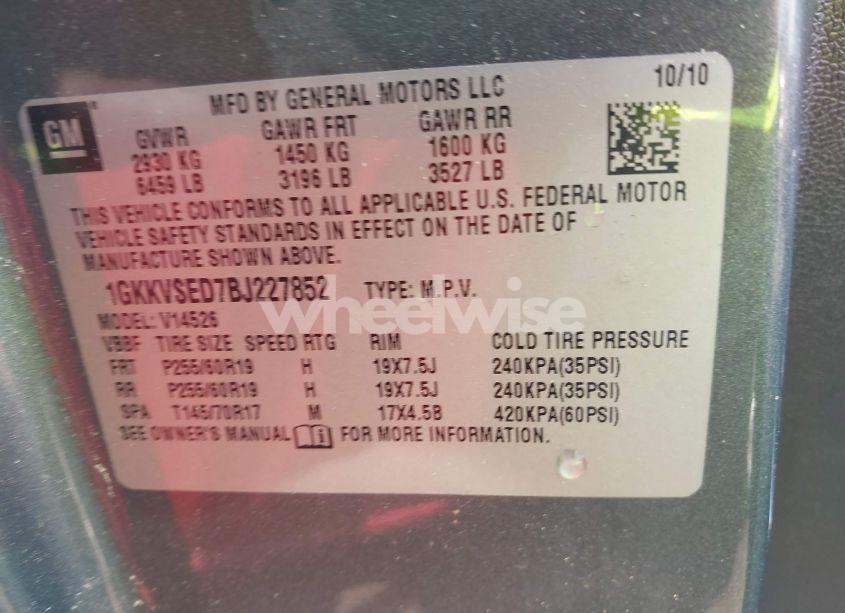 GM
MFD BY GENERAL MOTORS LLC 10/10
GVWR GAWR FRT GAWR RR
2930 KG 1450 KG 1600 KG
6459 LB 3196 LB 3527 LB
THIS VEHICLE CONFORMS TO ALL APPLICABLE U.S. FEDERAL MOTOR
VEHICLE SAFETY STANDARDS IN EFFECT ON THE DATE OF
MANUFACTURE SHOWN ABOVE.
1GKKVSED7BJ227852 TYPE: M.P.V.
wheelwise
MODEL: V14526
VBBF TIRE SIZE SPEED RTG RIM COLD TIRE PRESSURE
FRT P255/60R19 H 19X7.5J 240KPA(35PSI)
RR P255/60R19 H 19X7.5J 240KPA(35PSI)
SPA T145/70R17 M 17X4.5B 420KPA(60PSI)
SEE OWNER'S MANUAL FOR MORE INFORMATION.